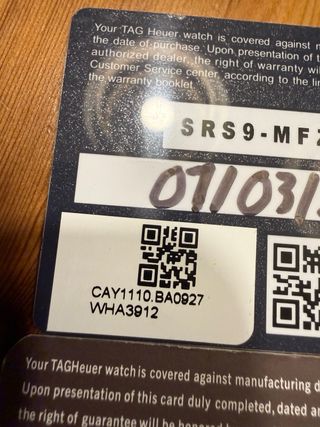 Your TAG Heuer watch is covered against
the date of purchase. Upon presentation of
authorized dealer, the right of warranty
Customer Service center, according to the
the warranty booklet.
SRS9-MF
07/03/
CAY1110.BA0927
WHA3912
Your TAGHeuer watch is covered against manufacturing
Upon presentation of this card duly completed, dated
the right of guarantee will be